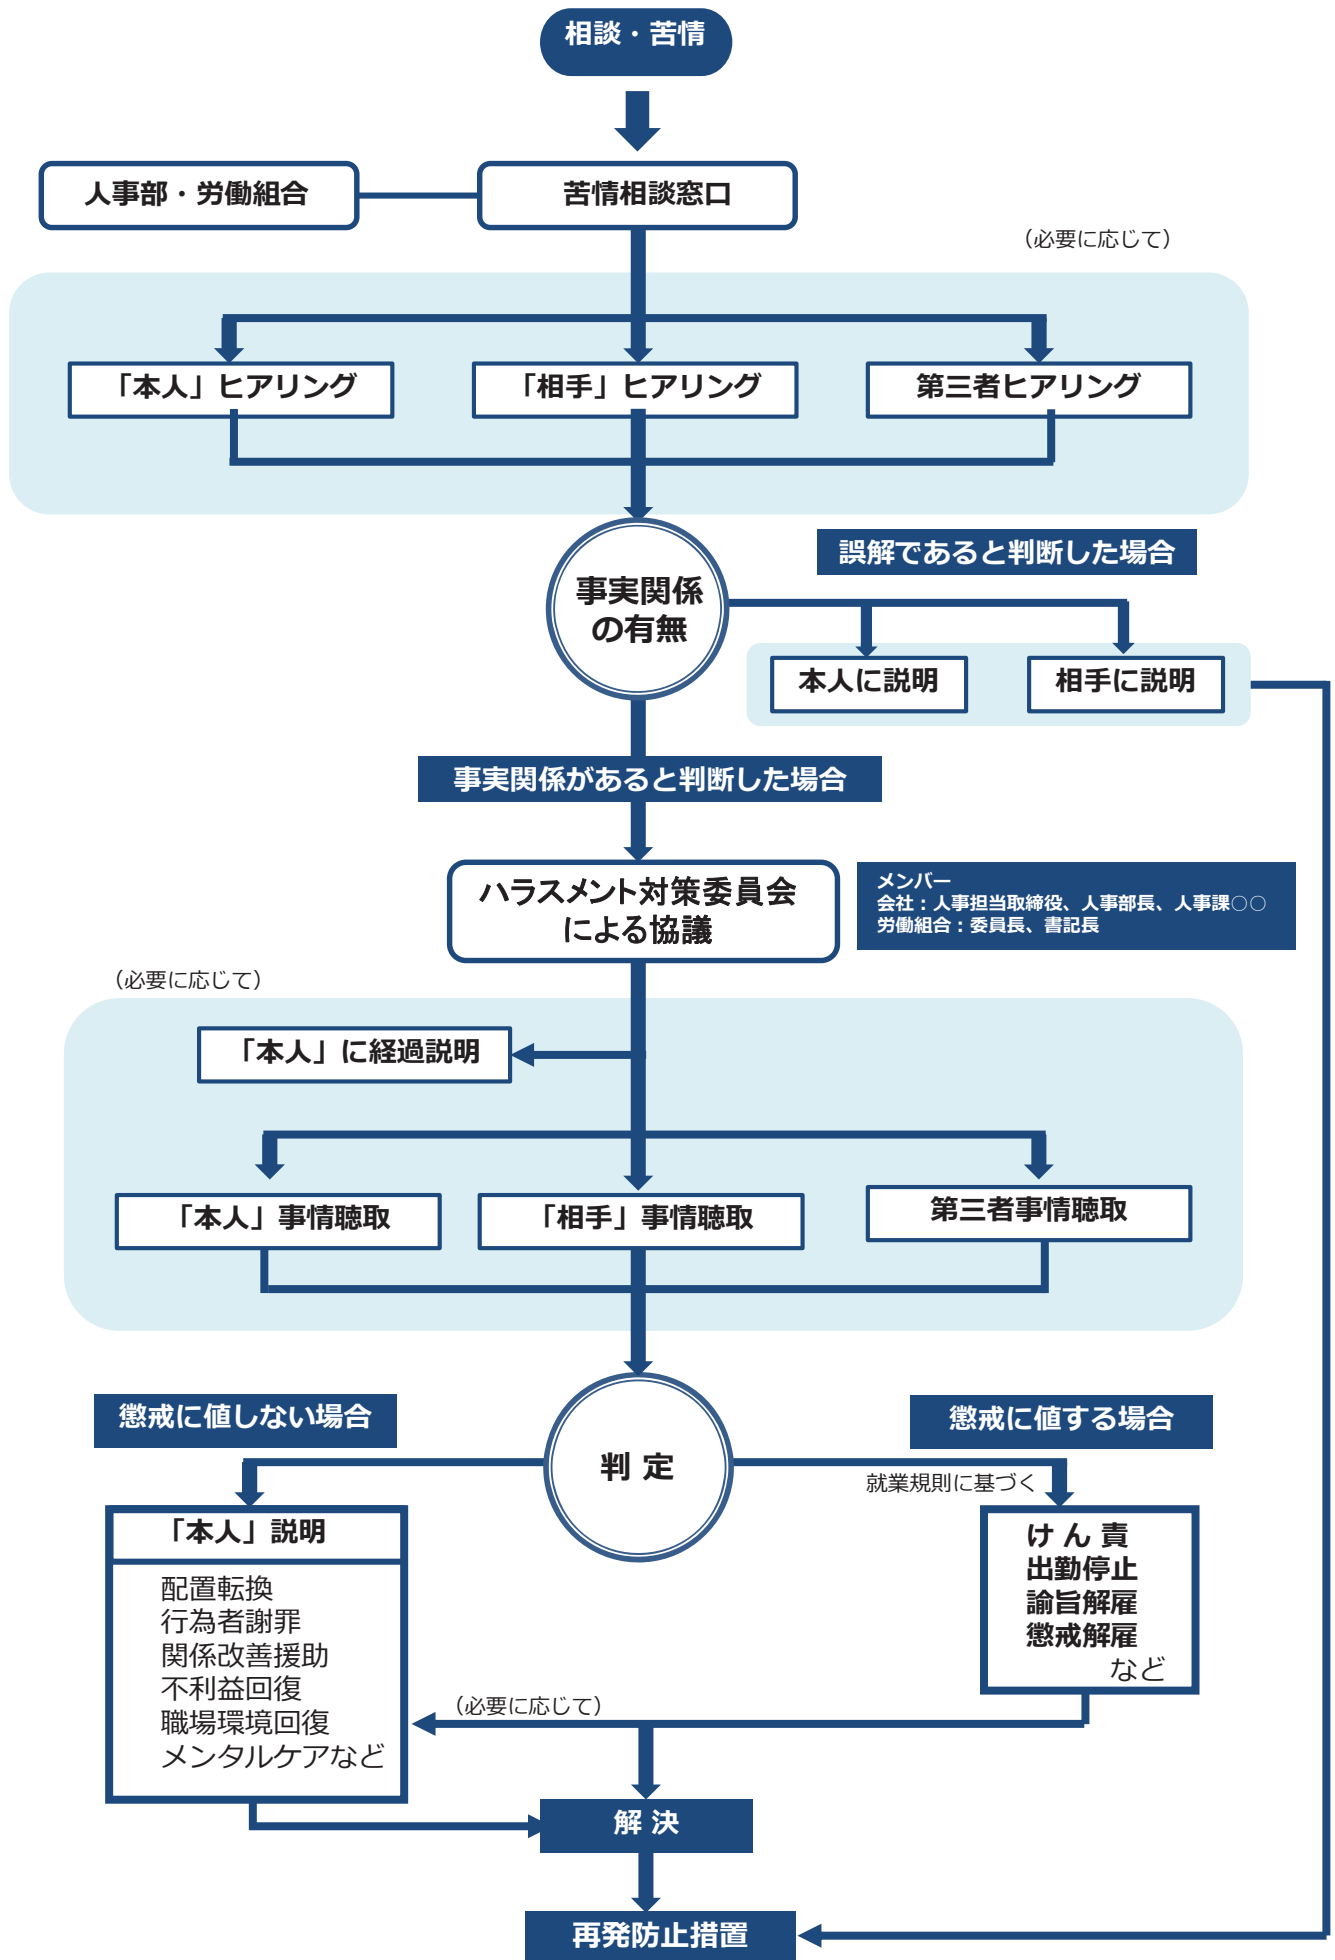 相談・苦情
人事部・労働組合
苦情相談窓口
（必要に応じて）
「本人」ヒアリング
「相手」ヒアリング
第三者ヒアリング
誤解であると判断した場合
事実関係
の有無
本人に説明
相手に説明
事実関係があると判断した場合
ハラスメント対策委員会
による協議
メンバー
会社：人事担当取締役、人事部長、人事課○○
労働組合：委員長、書記長
（必要に応じて）
「本人」に経過説明
「本人」事情聴取
「相手」事情聴取
第三者事情聴取
懲戒に値しない場合
懲戒に値する場合
判 定
就業規則に基づく
「本人」説明
配置転換
行為者謝罪
関係改善援助
不利益回復
職場環境回復
メンタルケアなど
け ん 責
出勤停止
諭旨解雇
懲戒解雇
など
（必要に応じて）
解 決
再発防止措置